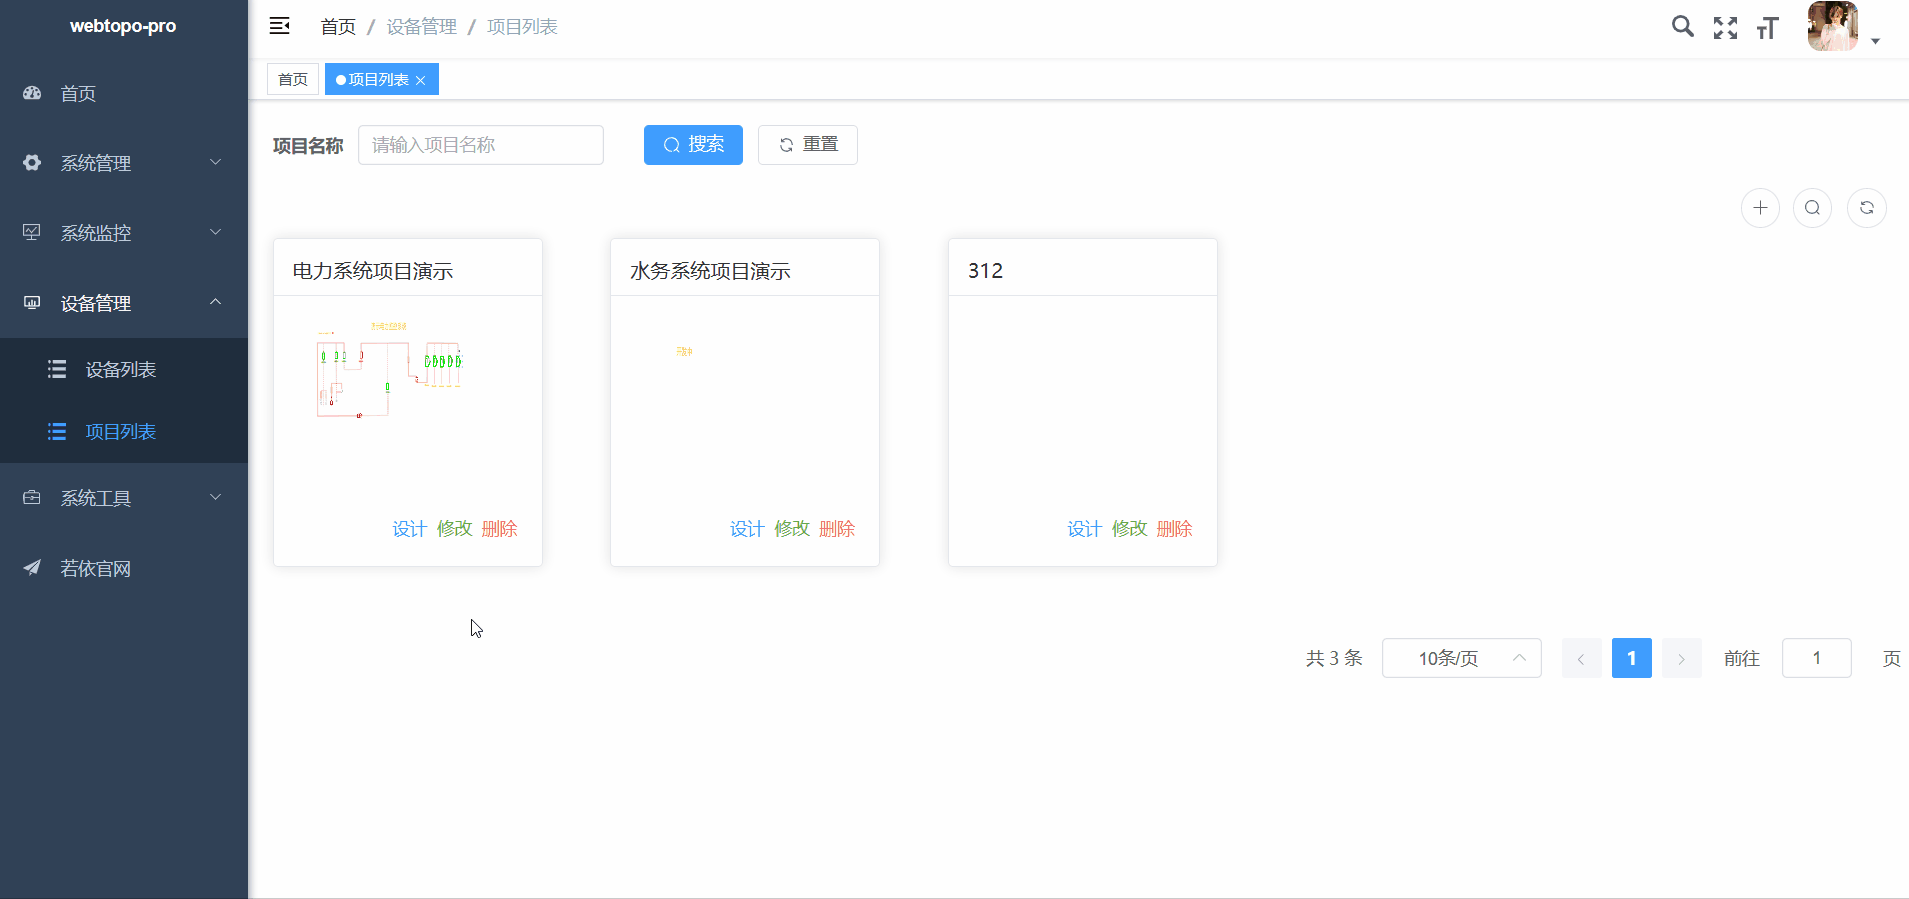 webtopo-pro
首页
系统管理
系统监控
设备管理
设备列表
项目列表
系统工具
若依官网
首页 / 设备管理 / 项目列表
首页
项目列表
项目名称 请输入项目名称 搜索 重置
电力系统项目演示
设计 修改 删除
水务系统项目演示
设计 修改 删除
312
设计 修改 删除
共 3 条 10条/页 1 前往 1 页